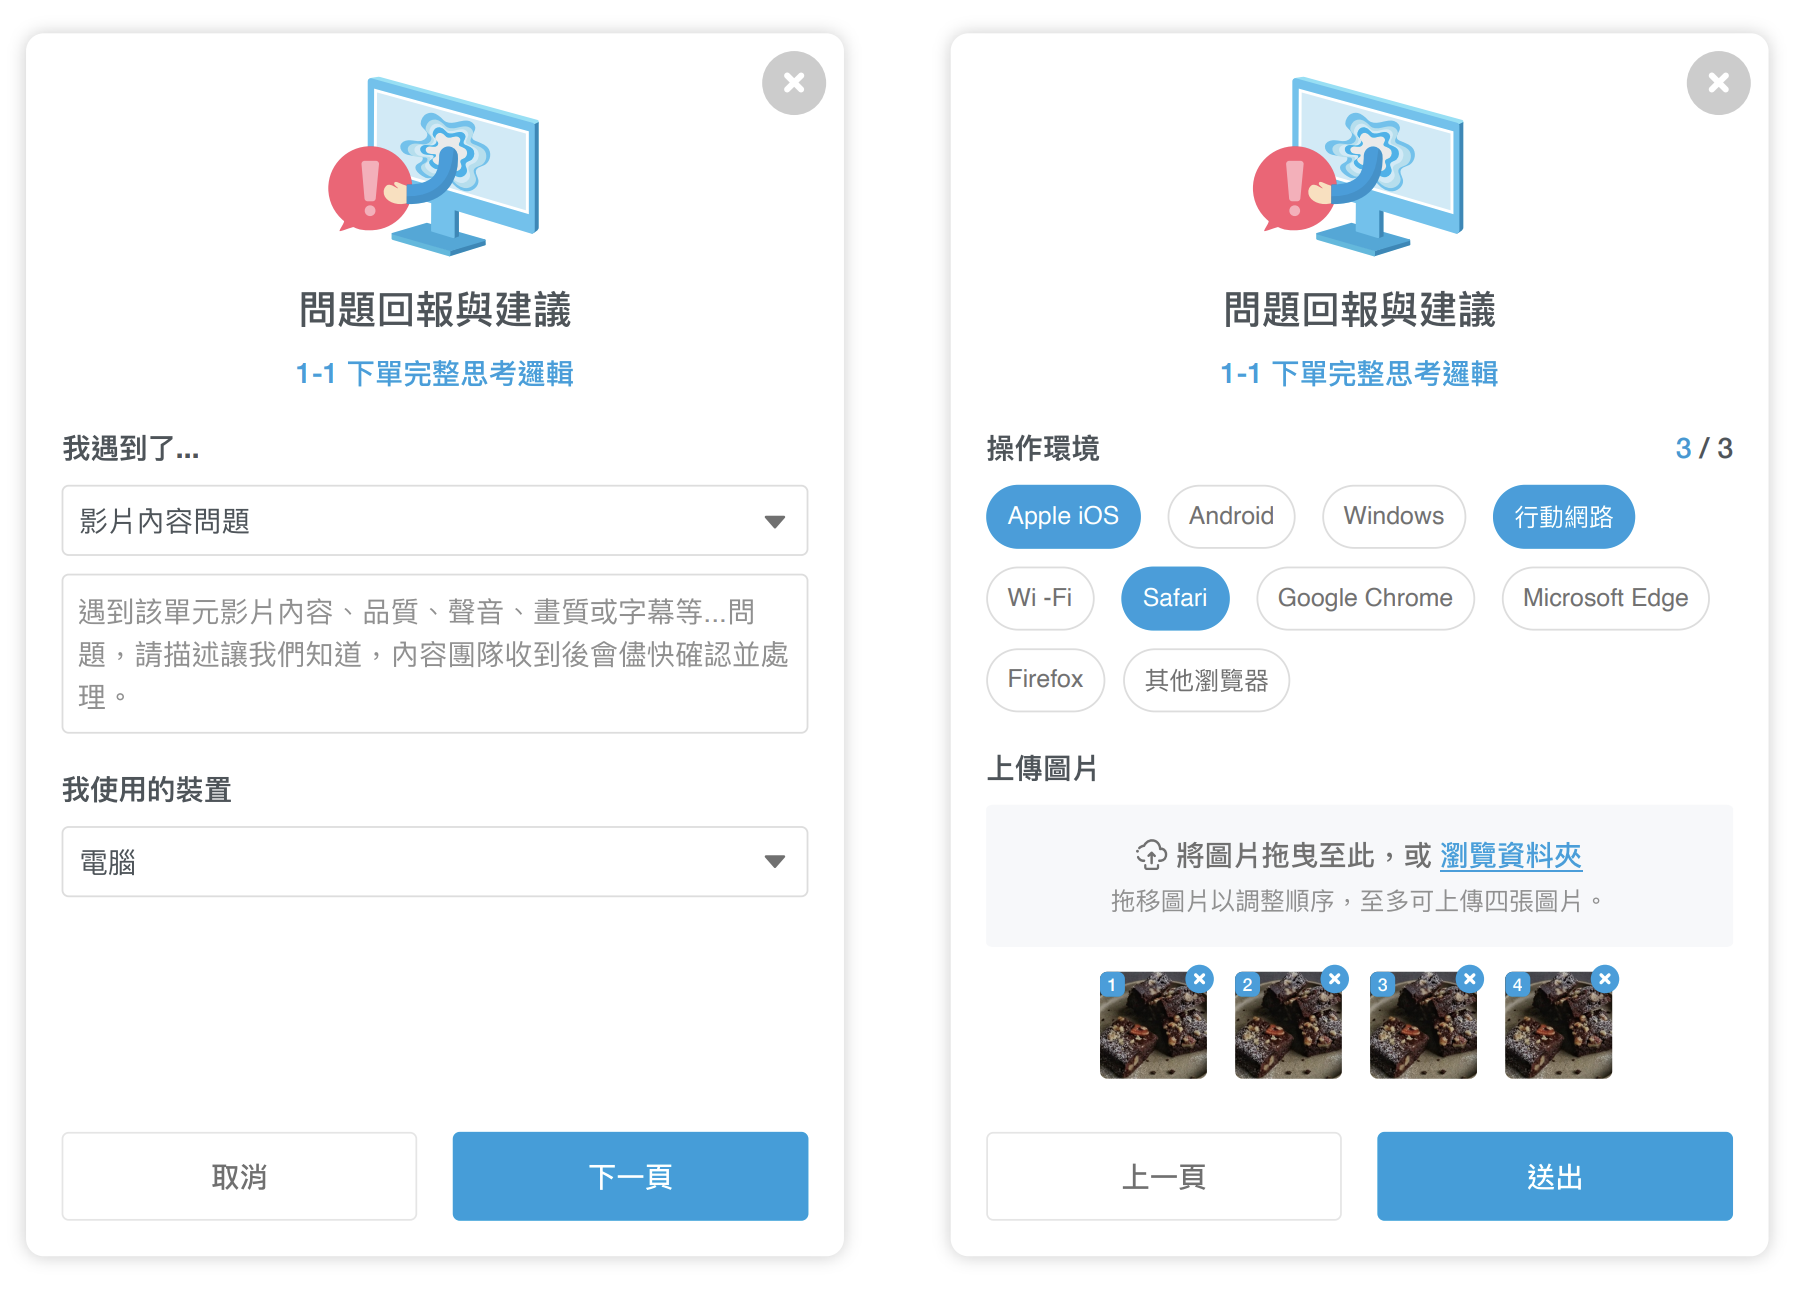 問題回報與建議
1-1 下單完整思考邏輯
我遇到了...
影片內容問題
遇到該單元影片內容、品質、聲音、畫質或字幕等...問
題，請描述讓我們知道，內容團隊收到後會儘快確認並處
理。
我使用的裝置
電腦
取消
下一頁
問題回報與建議
1-1 下單完整思考邏輯
操作環境
3 / 3
Apple iOS
Android
Windows
行動網路
Wi -Fi
Safari
Google Chrome
Microsoft Edge
Firefox
其他瀏覽器
上傳圖片
將圖片拖曳至此，或 瀏覽資料夾
拖移圖片以調整順序，至多可上傳四張圖片。
1
2
3
4
上一頁
送出